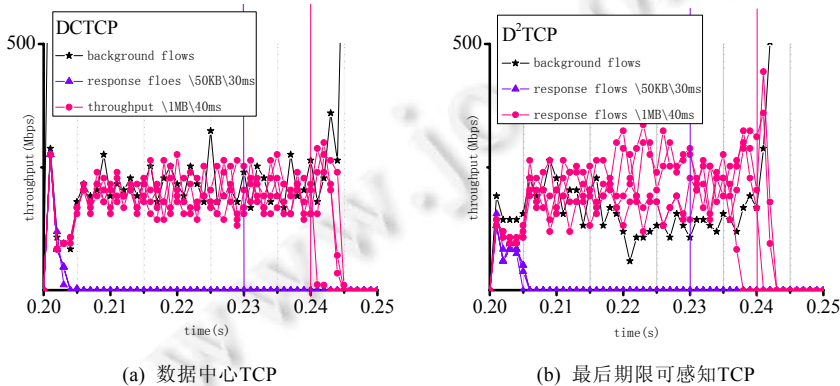 DCTCP
background flows
response floes \50KB\30ms
throughput \1MB\40ms
500
throughput(Mbps)
0
0.20
0.21
0.22
0.23
0.24
0.25
time(s)
(a) 数据中心TCP
D²TCP
background flows
response flows \50KB\30ms
response flows \1MB\40ms
500
throughput(Mbps)
0
0.20
0.21
0.22
0.23
0.24
0.25
time(s)
(b) 最后期限可感知TCP